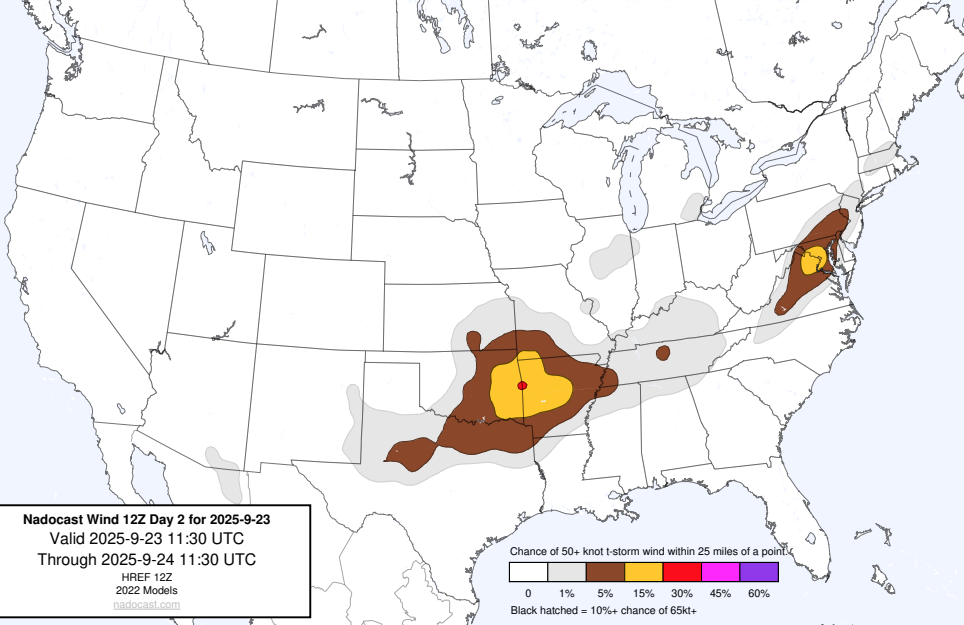 Nadocast Wind 12Z Day 2 for 2025-9-23
Valid 2025-9-23 11:30 UTC
Through 2025-9-24 11:30 UTC
HREF 12Z
2022 Models
nadocast.com
Chance of 50+ knot t-storm wind within 25 miles of a point.
0 1% 5% 15% 30% 45% 60%
Black hatched = 10%+ chance of 65kt+